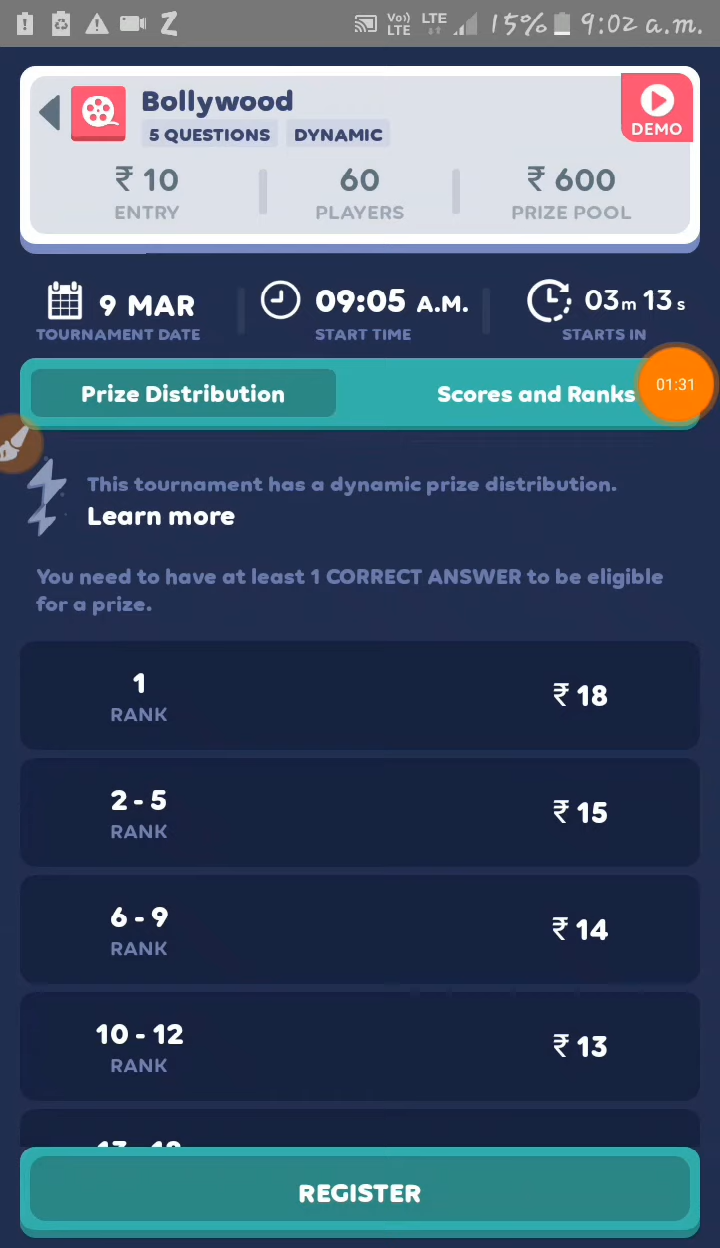 Vo)) LTE LTE 15% 9:02 a.m.
Bollywood
5 QUESTIONS DYNAMIC
DEMO
₹ 10 60 ₹ 600
ENTRY PLAYERS PRIZE POOL
9 MAR 09:05 A.M. 03m 13s
TOURNAMENT DATE START TIME STARTS IN
Prize Distribution Scores and Ranks 01:31
This tournament has a dynamic prize distribution.
Learn more
You need to have at least 1 CORRECT ANSWER to be eligible
for a prize.
1 ₹ 18
RANK
2 - 5 ₹ 15
RANK
6 - 9 ₹ 14
RANK
10 - 12 ₹ 13
RANK
REGISTER